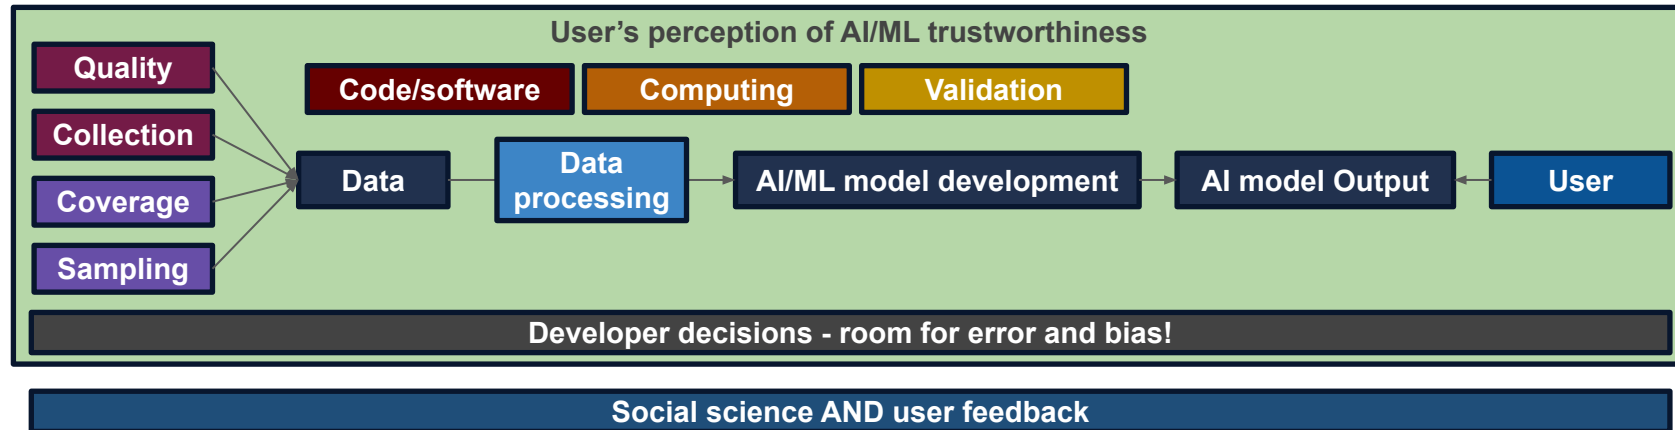 User’s perception of AI/ML trustworthiness
Quality
Collection
Coverage
Sampling
Code/software
Computing
Validation
Data
Data
processing
AI/ML model development
AI model Output
User
Developer decisions - room for error and bias!
Social science AND user feedback